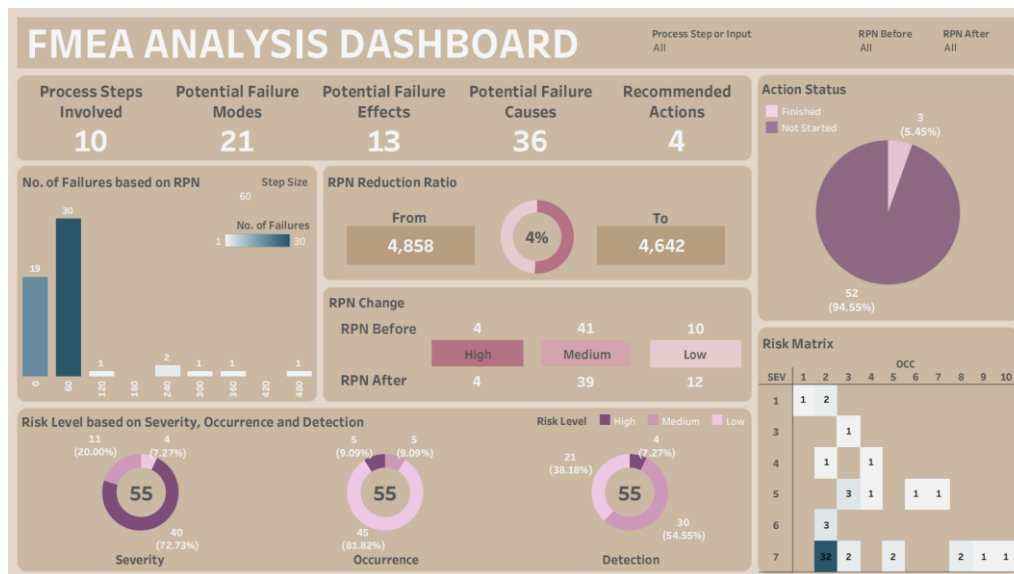 FMEA ANALYSIS DASHBOARD
Process Step or Input
All
RPN Before
All
RPN After
All
Process Steps
Involved
10
Potential Failure
Modes
21
Potential Failure
Effects
13
Potential Failure
Causes
36
Recommended
Actions
4
Action Status
Finished
Not Started
3
(5.45%)
52
(94.55%)
No. of Failures based on RPN
Step Size
60
No. of Failures
1 30
19
30
1
2
1
1
1
0 60 120 180 240 300 360 420 480
RPN Reduction Ratio
From
4,858
4%
To
4,642
RPN Change
RPN Before 4 41 10
High Medium Low
RPN After 4 39 12
Risk Level based on Severity, Occurrence and Detection
Risk Level High Medium Low
11
(20.00%)
4
(7.27%)
55
40
(72.73%)
Severity
5
(9.09%)
5
(9.09%)
55
45
(81.82%)
Occurrence
21
(38.18%)
4
(7.27%)
55
30
(54.55%)
Detection
Risk Matrix
OCC
SEV 1 2 3 4 5 6 7 8 9 10
1 1 2
3 1
4 1 1
5 3 1 1 1
6 3
7 32 2 2 2 1 1